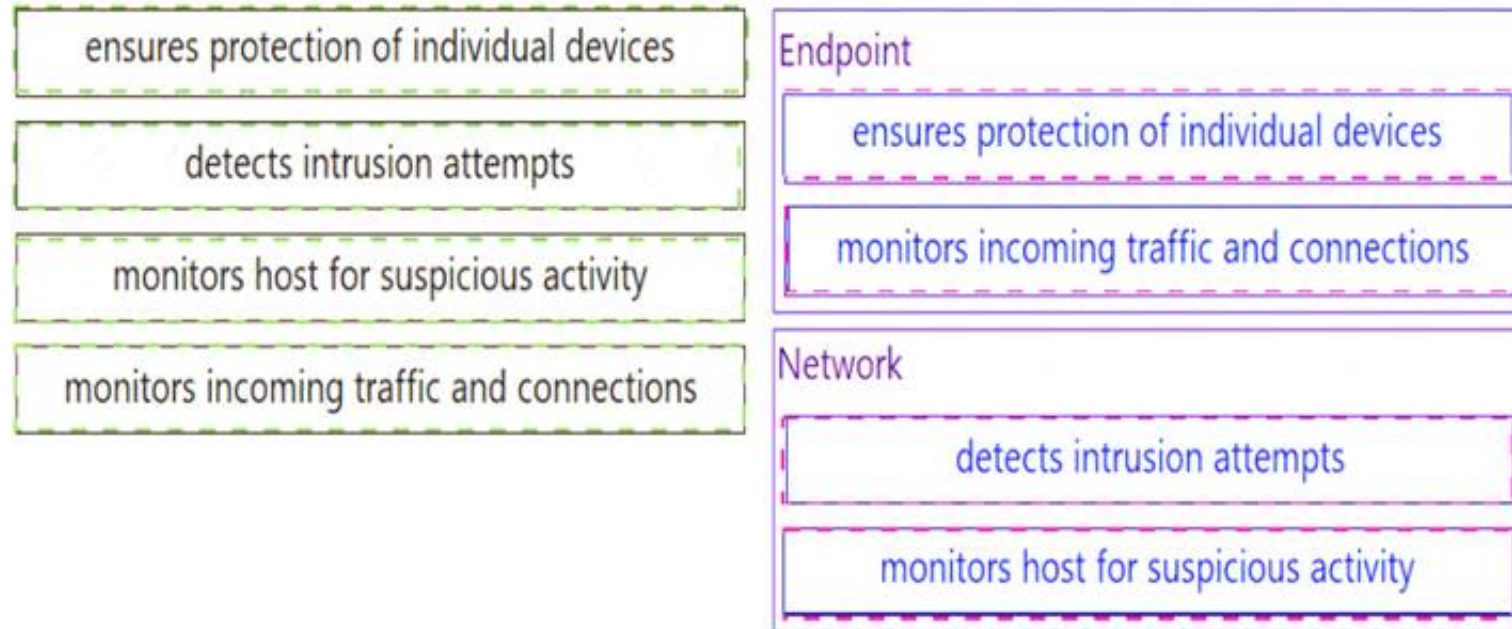 ensures protection of individual devices
detects intrusion attempts
monitors host for suspicious activity
monitors incoming traffic and connections
Endpoint
ensures protection of individual devices
monitors incoming traffic and connections
Network
detects intrusion attempts
monitors host for suspicious activity